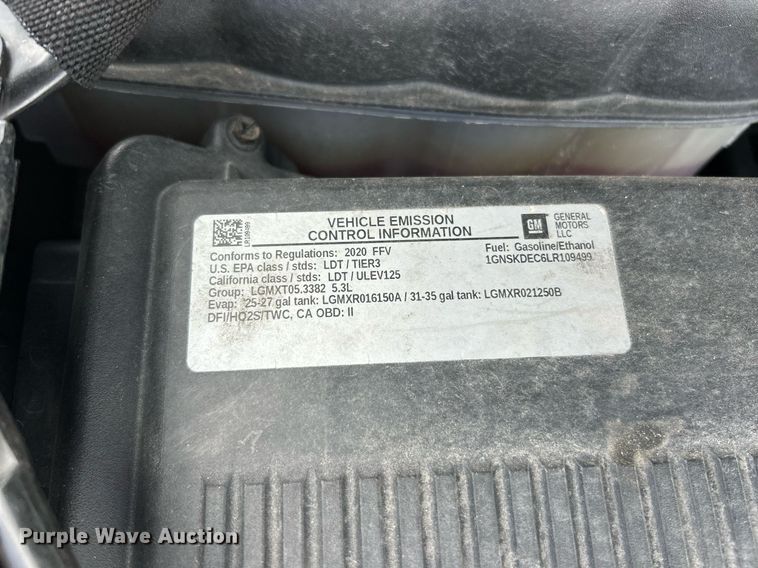 VEHICLE EMISSION
CONTROL INFORMATION
LR109499
GM
GENERAL
MOTORS
LLC
Conforms to Regulations: 2020 FFV
Fuel: Gasoline/Ethanol
U.S. EPA class / stds: LDT / TIER3
1GNSKDEC6LR109499
California class / stds: LDT / ULEV125
Group: LGMXT05.3382 5.3L
Evap: 25-27 gal tank: LGMXR016150A / 31-35 gal tank: LGMXR021250B
DFI/HO2S/TWC, CA OBD: II
Purple Wave Auction